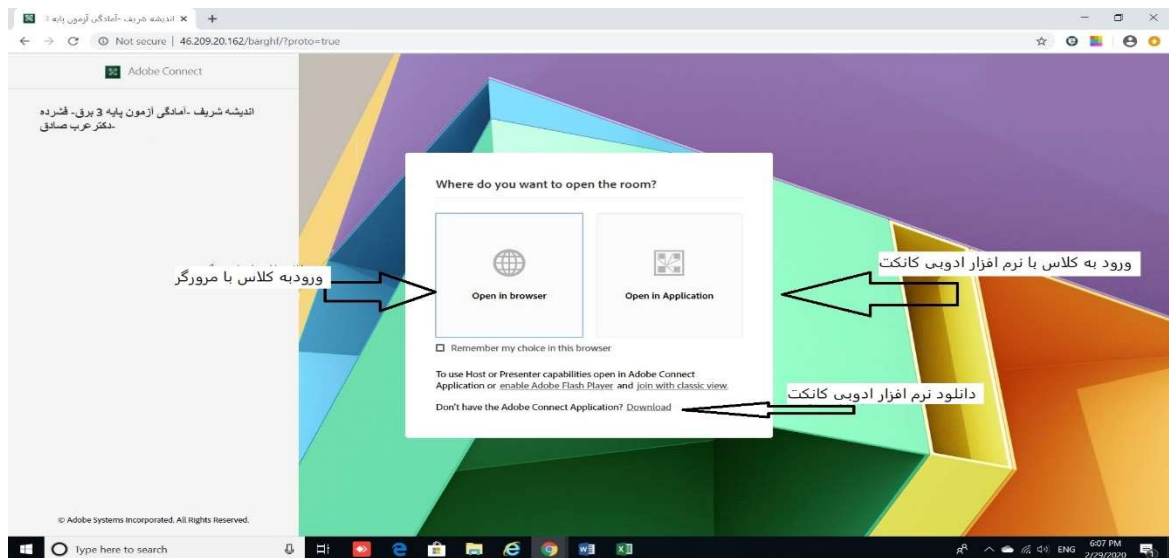 اندیشه شریف -آمادگی آزمون پایه 3
Not secure | 46.209.20.162/barghf/?proto=true
Adobe Connect
اندیشه شریف -آمادگی آزمون پایه 3 برق- فشرده
-دکتر عرب صادق
Where do you want to open the room?
ورود به کلاس با نرم افزار ادوبی کانکت
ورودبه کلاس با مرورگر
Open in browser
Open in Application
Remember my choice in this browser
To use Host or Presenter capabilities open in Adobe Connect
Application or enable Adobe Flash Player and join with classic view.
دانلود نرم افزار ادوبی کانکت
Don't have the Adobe Connect Application? Download
© Adobe Systems Incorporated. All Rights Reserved.
Type here to search
ENG
6:07 PM
2/29/2020